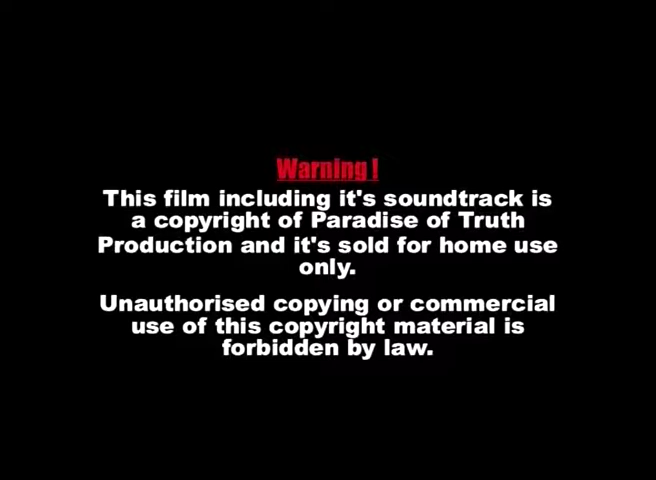 Warning !
This film including it's soundtrack is
a copyright of Paradise of Truth
Production and it's sold for home use
only.
Unauthorised copying or commercial
use of this copyright material is
forbidden by law.